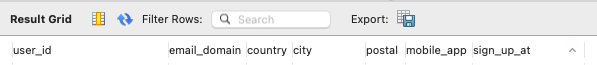 Result Grid Filter Rows: Search Export:
user_id email_domain country city postal mobile_app sign_up_at